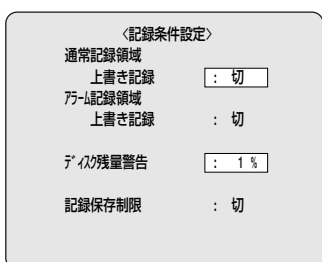 〈記録条件設定〉
通常記録領域
上書き記録 : 切
ｱﾗｰﾑ記録領域
上書き記録 : 切
ﾃﾞｨｽｸ残量警告 : 1 %
記録保存制限 : 切